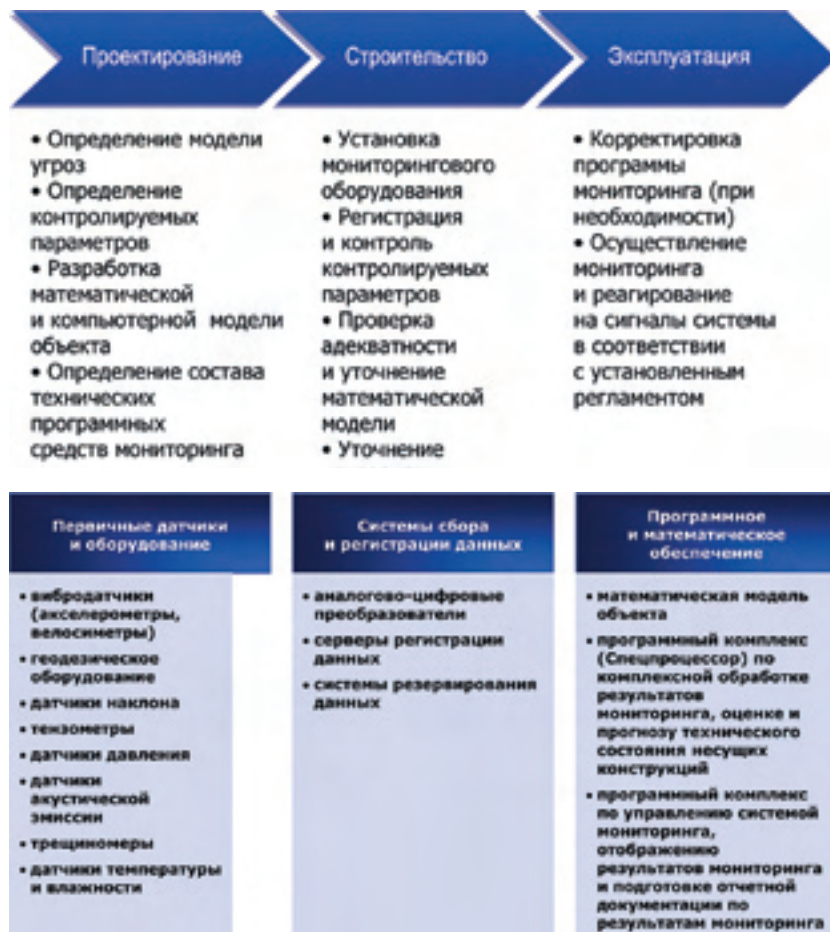 Проектирование
• Определение модели
угроз
• Определение
контролируемых
параметров
• Разработка
математической
и компьютерной модели
объекта
• Определение состава
технических
программных
средств мониторинга
Строительство
• Установка
мониторингового
оборудования
• Регистрация
и контроль
контролируемых
параметров
• Проверка
адекватности
и уточнение
математической
модели
• Уточнение
Эксплуатация
• Корректировка
программы
мониторинга (при
необходимости)
• Осуществление
мониторинга
и реагирование
на сигналы системы
в соответствии
с установленным
регламентом
Первичные датчики
и оборудование
• вибродатчики
(акселерометры,
велосиметры)
• геодезическое
оборудование
• датчики наклона
• тензометры
• датчики давления
• датчики
акустической
эмиссии
• трещиномеры
• датчики температуры
и влажности
Системы сбора
и регистрации данных
• аналогово-цифровые
преобразователи
• серверы регистрации
данных
• системы резервирования
данных
Программное
и математическое
обеспечение
• математическая модель
объекта
• программный комплекс
(Спецпроцессор) по
комплексной обработке
результатов
мониторинга, оценке и
прогнозу технического
состояния несущих
конструкций
• программный комплекс
по управлению системой
мониторинга,
отображению
результатов мониторинга
и подготовке отчетной
документации по
результатам мониторинга